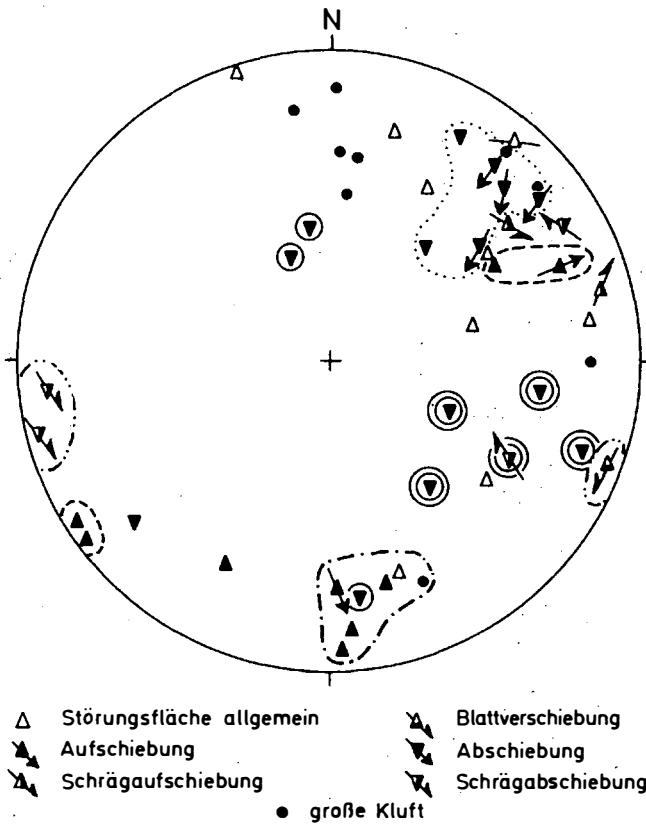 N
Störungsfläche allgemein
Blattverschiebung
Aufschiebung
Abschiebung
Schrägaufschiebung
Schrägabschiebung
große Kluft